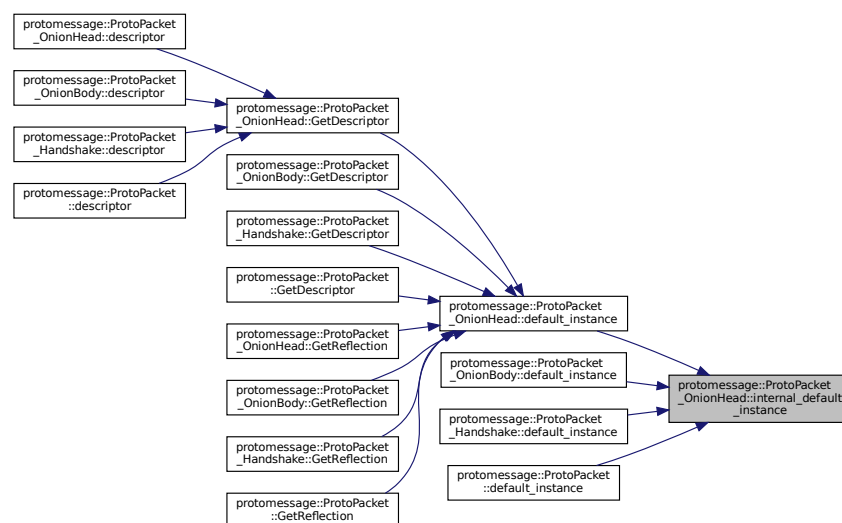 protomessage::ProtoPacket
_OnionHead::descriptor
protomessage::ProtoPacket
_OnionBody::descriptor
protomessage::ProtoPacket
_Handshake::descriptor
protomessage::ProtoPacket
::descriptor
protomessage::ProtoPacket
_OnionHead::GetDescriptor
protomessage::ProtoPacket
_OnionBody::GetDescriptor
protomessage::ProtoPacket
_Handshake::GetDescriptor
protomessage::ProtoPacket
::GetDescriptor
protomessage::ProtoPacket
_OnionHead::GetReflection
protomessage::ProtoPacket
_OnionBody::GetReflection
protomessage::ProtoPacket
_Handshake::GetReflection
protomessage::ProtoPacket
::GetReflection
protomessage::ProtoPacket
_OnionHead::default_instance
protomessage::ProtoPacket
_OnionBody::default_instance
protomessage::ProtoPacket
_Handshake::default_instance
protomessage::ProtoPacket
::default_instance
protomessage::ProtoPacket
_OnionHead::internal_default
_instance